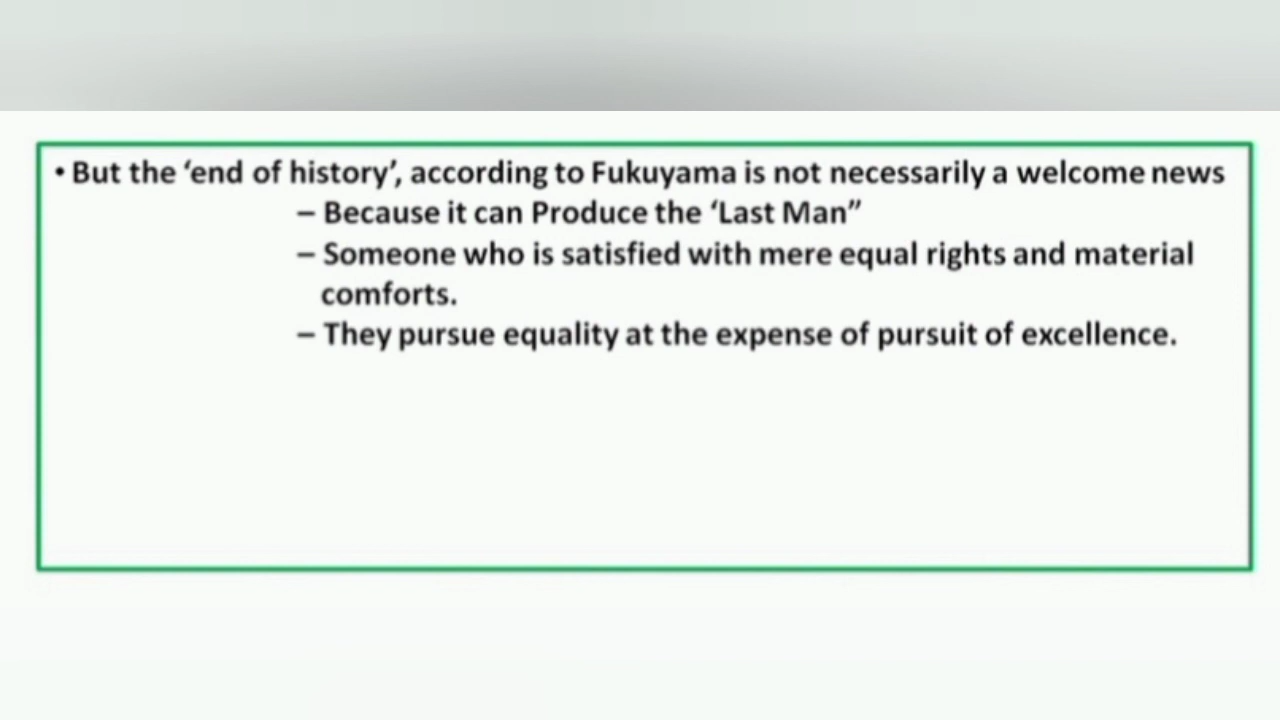 • But the ‘end of history’, according to Fukuyama is not necessarily a welcome news
– Because it can Produce the ‘Last Man”
– Someone who is satisfied with mere equal rights and material
comforts.
– They pursue equality at the expense of pursuit of excellence.